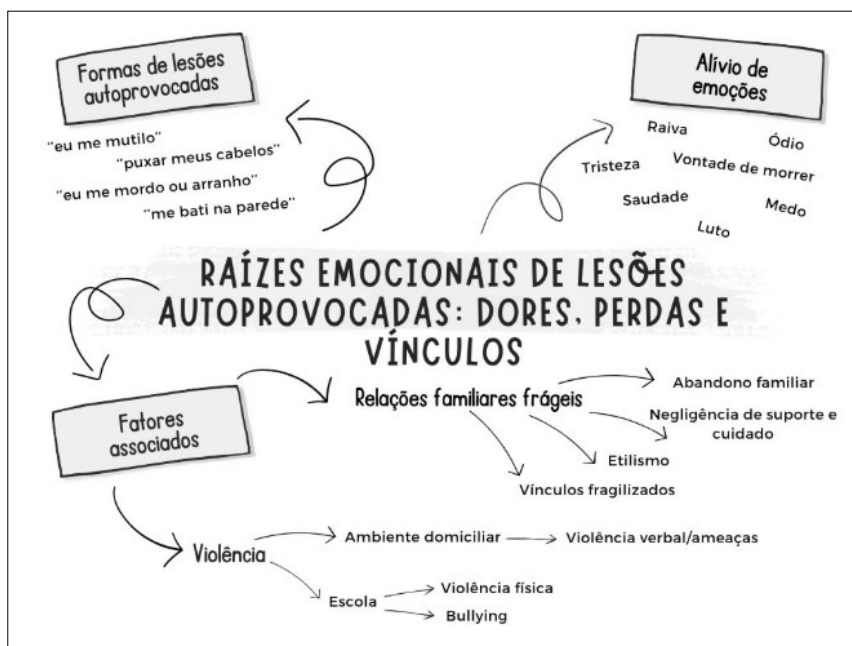 Formas de lesões
autoprovocadas
“eu me mutilo”
“puxar meus cabelos”
“eu me mordo ou arranho”
“me bati na parede”
Alívio de
emoções
Raiva
Ódio
Tristeza
Vontade de morrer
Saudade
Medo
Luto
RAÍZES EMOCIONAIS DE LESÕES
AUTOPROVOCADAS: DORES, PERDAS E
VÍNCULOS
Fatores
associados
Relações familiares frágeis
Abandono familiar
Negligência de suporte e
cuidado
Etilismo
Vínculos fragilizados
Violência
Ambiente domiciliar
Violência verbal/ameaças
Escola
Violência física
Bullying